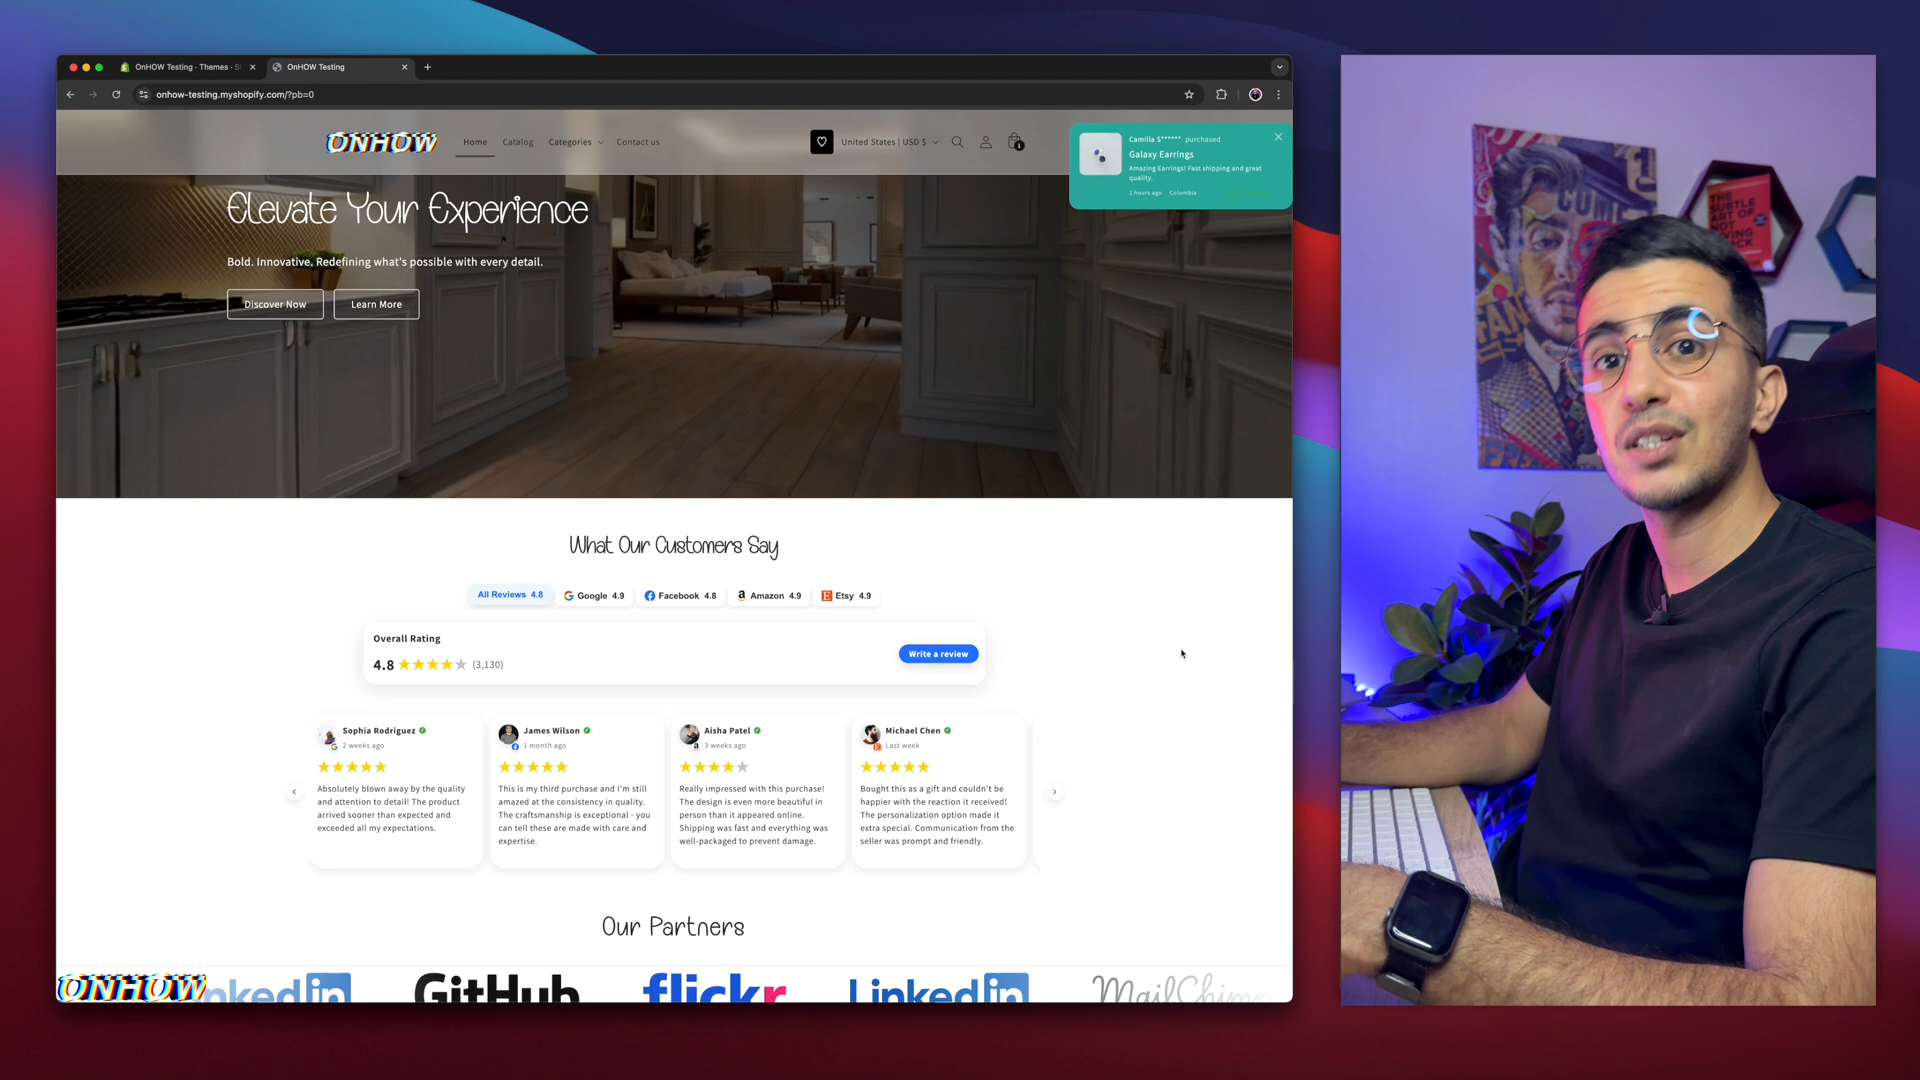 OnHOW Testing · Themes · S
OnHOW Testing
onhow-testing.myshopify.com/?pb=0
ONHOW
Home
Catalog
Categories
Contact us
United States | USD $
1
Camilla S****** purchased
Galaxy Earrings
Amazing Earrings! Fast shipping and great
quality.
2 hours ago Colombia
Elevate Your Experience
Bold. Innovative. Redefining what's possible with every detail.
Discover Now
Learn More
What Our Customers Say
All Reviews 4.8
Google 4.9
Facebook 4.8
Amazon 4.9
Etsy 4.9
Overall Rating
4.8 ★★★★★ (3,130)
Write a review
Sophia Rodriguez
2 weeks ago
Absolutely blown away by the quality
and attention to detail! The product
arrived sooner than expected and
exceeded all my expectations.
James Wilson
1 month ago
This is my third purchase and I'm still
amazed at the consistency in quality.
The craftsmanship is exceptional - you
can tell these are made with care and
expertise.
Aisha Patel
3 weeks ago
Really impressed with this purchase!
The design is even more beautiful in
person than it appeared online.
Shipping was fast and everything was
well-packaged to prevent damage.
Michael Chen
Last week
Bought this as a gift and couldn't be
happier with the reaction it received!
The personalization option made it
extra special. Communication from the
seller was prompt and friendly.
Our Partners
ONHOW
nkedin
GitHub
flickr
Linkedin
MailChimp
THE
SUBTLE
ART OF
NOT
GIVING